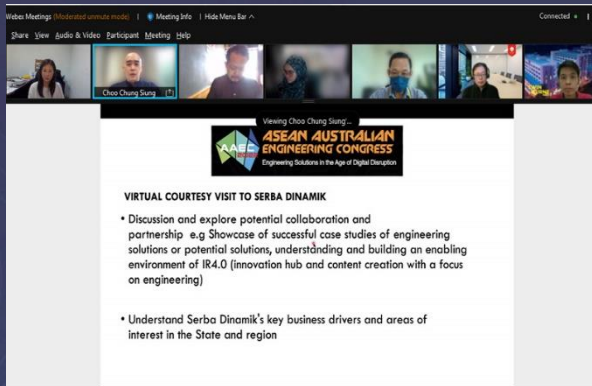 Webex Meetings (Moderated unmute mode) | Meeting Info | Hide Menu Bar
Connected
Share View Audio & Video Participant Meeting Help
Choo Chung Siung
Viewing Choo Chung Siung'...
AAEC
ASEAN AUSTRALIAN
ENGINEERING CONGRESS
Engineering Solutions in the Age of Digital Disruption
VIRTUAL COURTESY VISIT TO SERBA DINAMIK
• Discussion and explore potential collaboration and
partnership e.g Showcase of successful case studies of engineering
solutions or potential solutions, understanding and building an enabling
environment of IR4.0 (innovation hub and content creation with a focus
on engineering)
• Understand Serba Dinamik's key business drivers and areas of
interest in the State and region